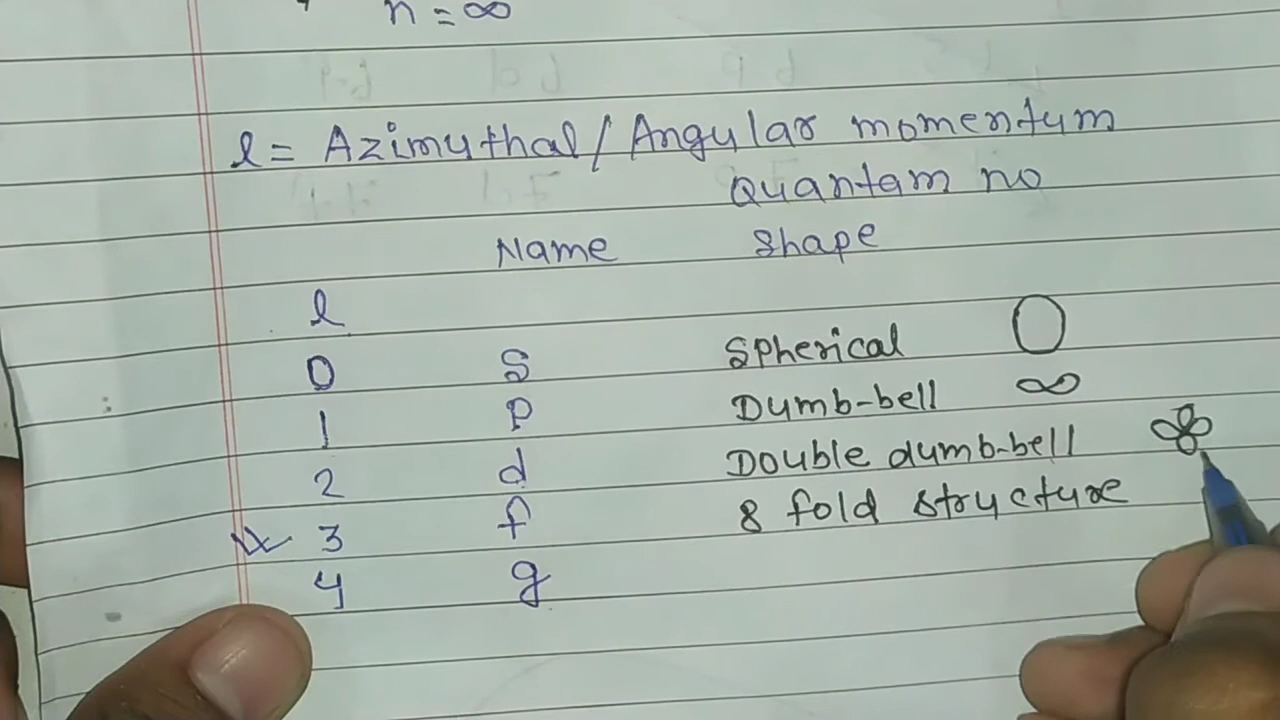 n = ∞
l = Azimuthal / Angular momentum
Quantam no
Name Shape
l
0 S Spherical
1 P Dumb-bell
2 d Double dumb-bell
3 f 8 fold structure
4 g